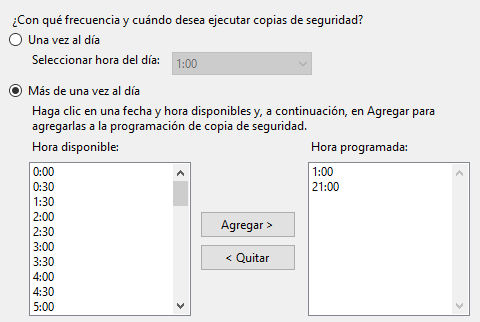 ¿Con qué frecuencia y cuándo desea ejecutar copias de seguridad?
Una vez al día
Seleccionar hora del día: 1:00
Más de una vez al día
Haga clic en una fecha y hora disponibles y, a continuación, en Agregar para
agregarlas a la programación de copia de seguridad.
Hora disponible:
0:00
0:30
1:30
2:00
2:30
3:00
3:30
4:00
4:30
5:00
Agregar >
< Quitar
Hora programada:
1:00
21:00